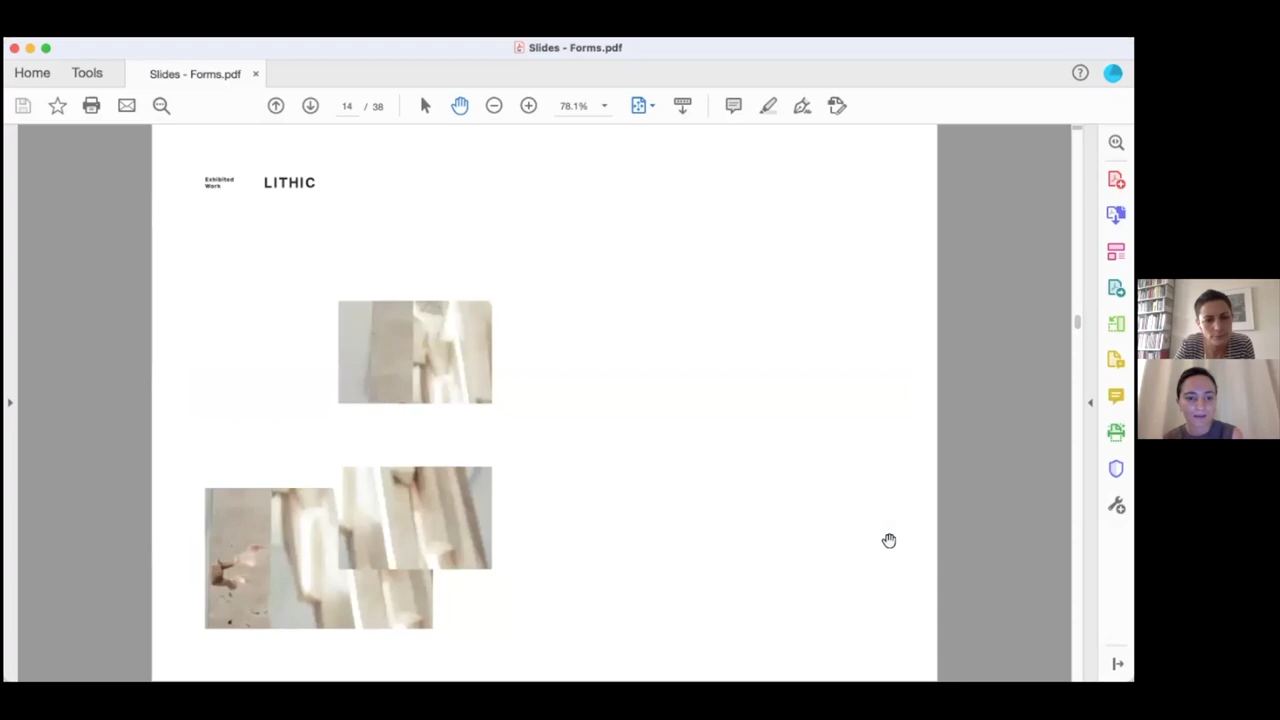 Slides - Forms.pdf
Home Tools Slides - Forms.pdf ×
14 / 38 78.1%
Exhibited
Work
LITHIC